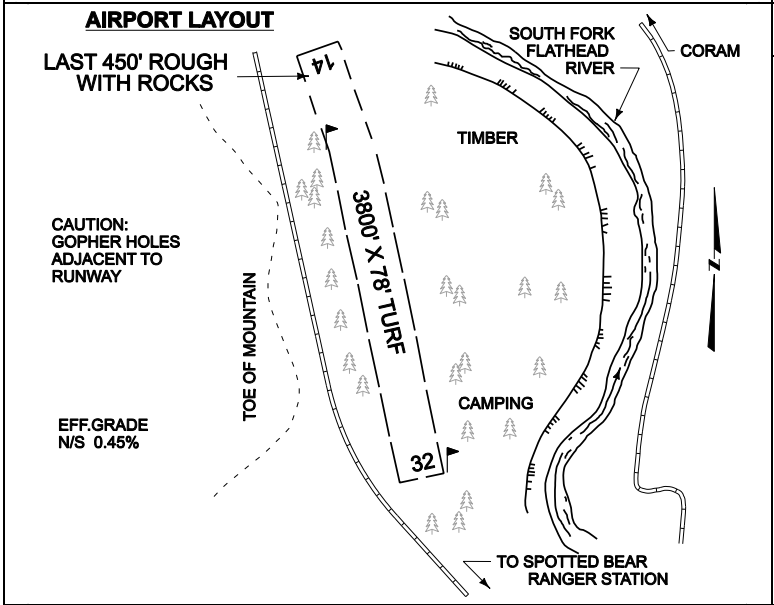 AIRPORT LAYOUT
LAST 450' ROUGH
WITH ROCKS
14
SOUTH FORK
FLATHEAD
RIVER
CORAM
TIMBER
CAUTION:
GOPHER HOLES
ADJACENT TO
RUNWAY
3800' X 78' TURF
N
TOE OF MOUNTAIN
EFF.GRADE
N/S 0.45%
CAMPING
32
TO SPOTTED BEAR
RANGER STATION